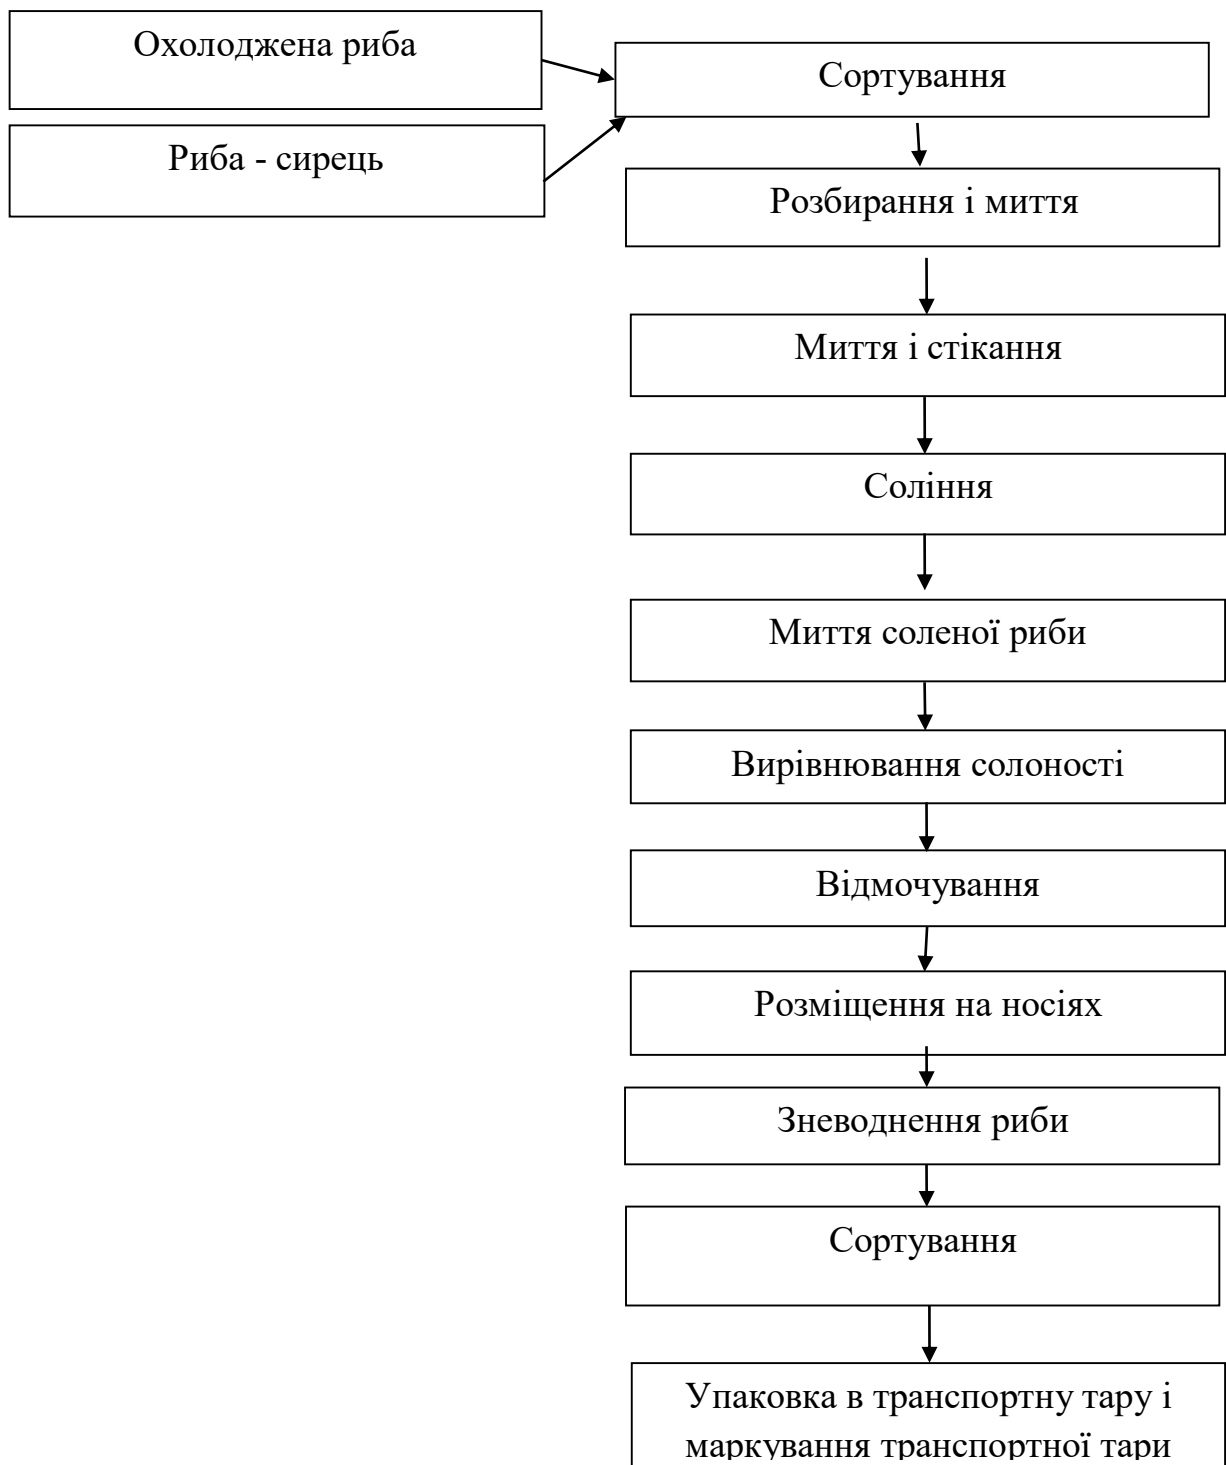 Охолоджена риба
Сортування
Риба - сирець
Розбирання і миття
Миття і стікання
Соління
Миття соленої риби
Вирівнювання солоності
Відмочування
Розміщення на носіях
Зневоднення риби
Сортування
Упаковка в транспортну тару і
маркування транспортної тари